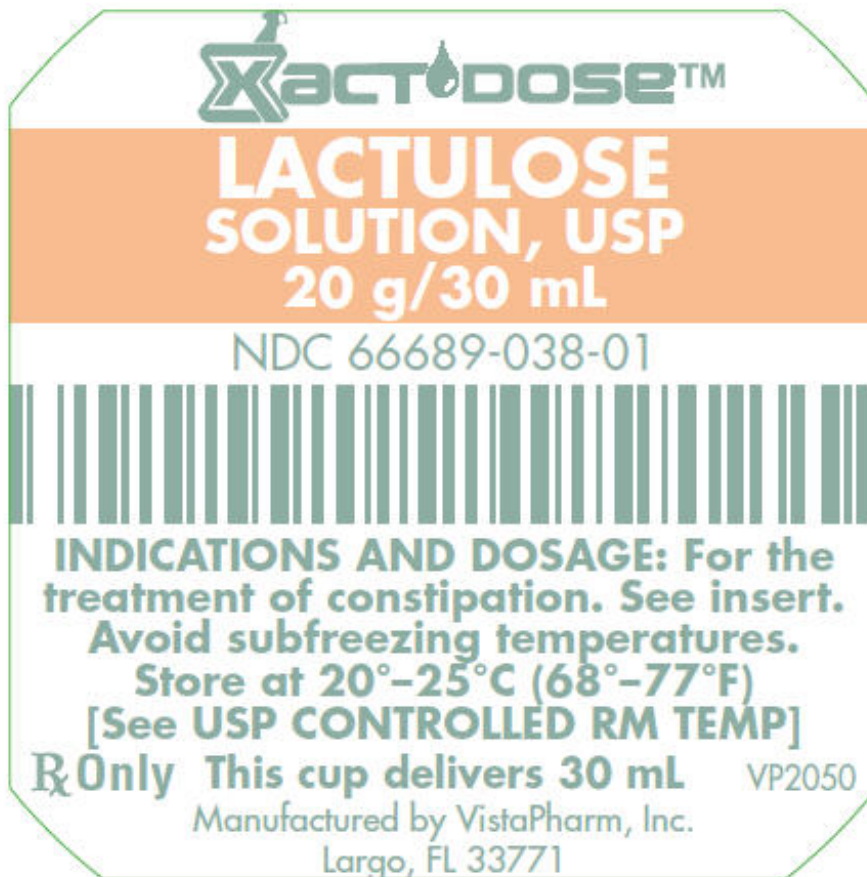 XACTDOSE™
LACTULOSE
SOLUTION, USP
20 g/30 mL
NDC 66689-038-01
INDICATIONS AND DOSAGE: For the
treatment of constipation. See insert.
Avoid subfreezing temperatures.
Store at 20°–25°C (68°–77°F)
[See USP CONTROLLED RM TEMP]
℞ Only This cup delivers 30 mL VP2050
Manufactured by VistaPharm, Inc.
Largo, FL 33771